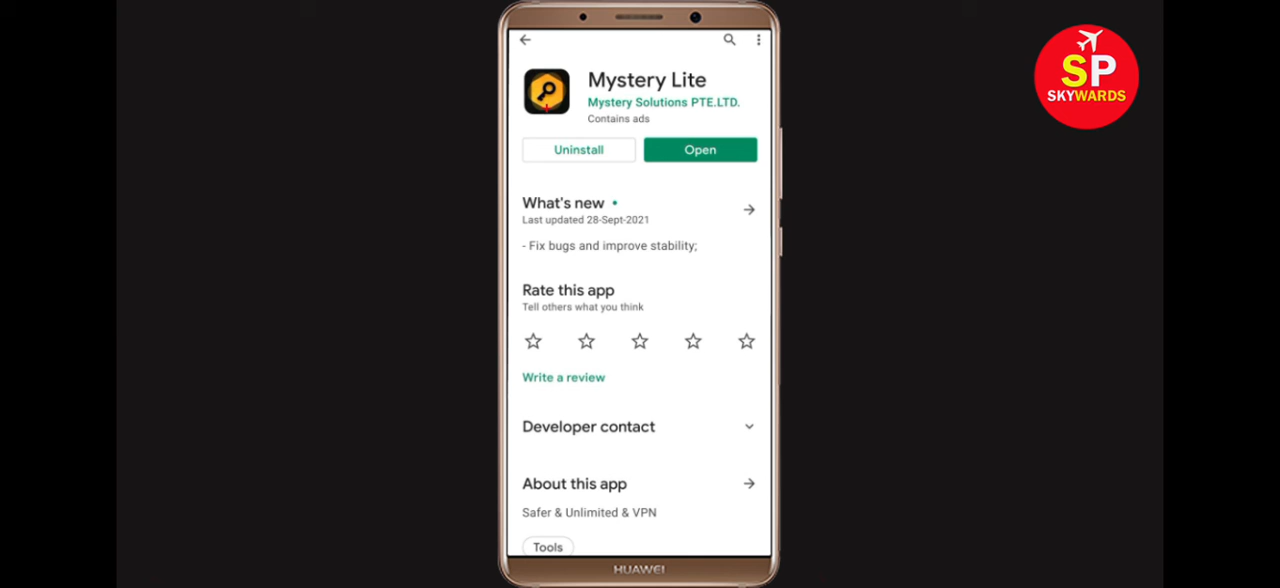 SP
SKYWARDS
Mystery Lite
Mystery Solutions PTE.LTD.
Contains ads
Uninstall
Open
What's new
Last updated 28-Sept-2021
- Fix bugs and improve stability;
Rate this app
Tell others what you think
Write a review
Developer contact
About this app
Safer & Unlimited & VPN
Tools
HUAWEI